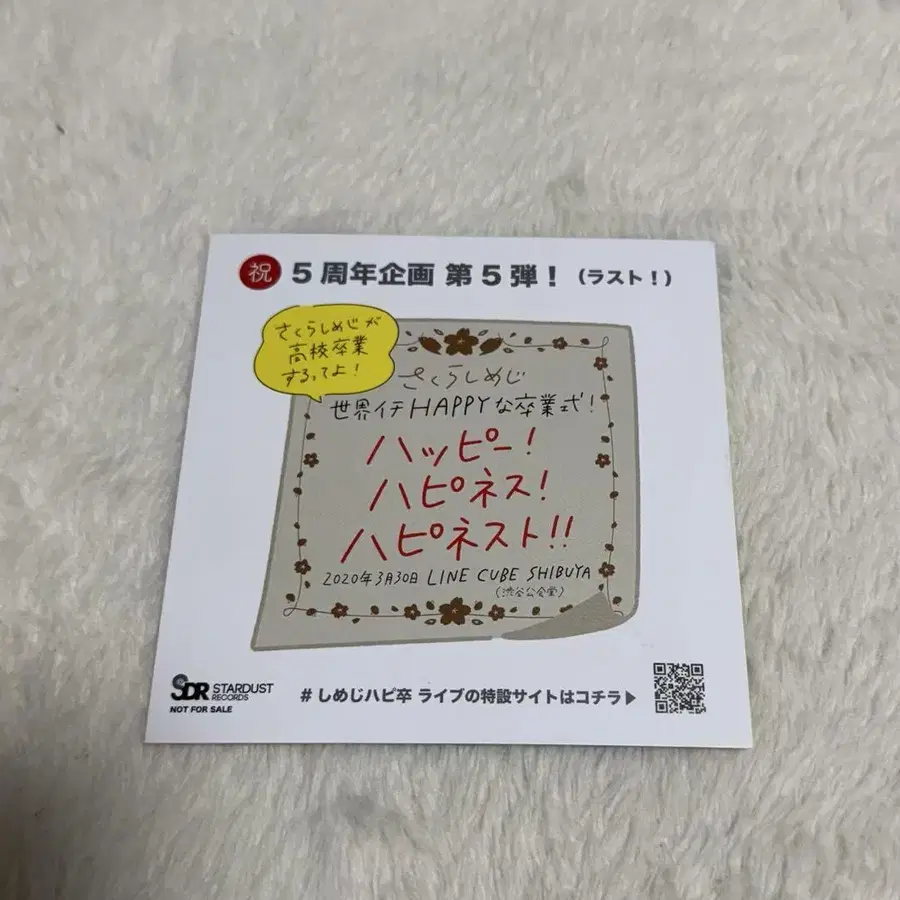 祝 5周年企画 第5弾！（ラスト！）
さくらしめじが
高校卒業
するってよ！
さくらしめじ
世界イチHAPPYな卒業式！
ハッピー！
ハピネス！
ハピネスト!!
2020年3月30日 LINE CUBE SHIBUYA
（渋谷公会堂）
SDR STARDUST
RECORDS
NOT FOR SALE
#しめじハピ卒 ライブの特設サイトはコチラ▶